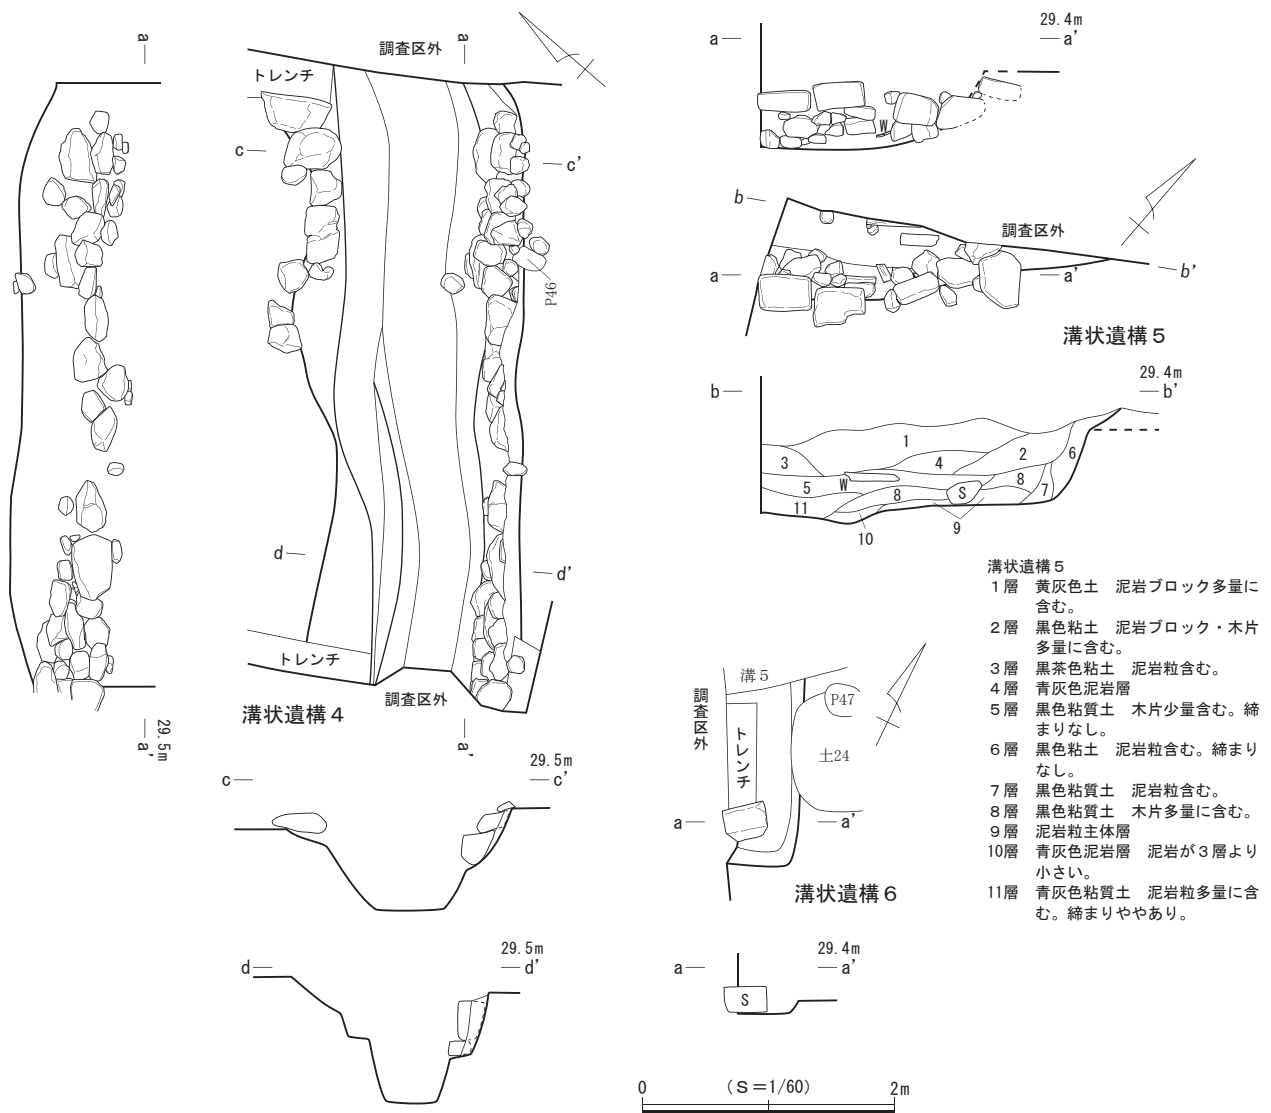 a
a
調査区外
トレンチ
c
c’
P46
d
d’
トレンチ
調査区外
溝状遺構４
29.5m
a’
a’
29.5m
c
c’
29.5m
d
d’
29.4m
a
a’
W
b
調査区外
a
a’
b’
溝状遺構５
29.4m
b
b’
1
2
3
4
5
6
7
8
8
9
10
11
W
S
溝状遺構５
１層　黄灰色土　泥岩ブロック多量に
含む。
２層　黒色粘土　泥岩ブロック・木片
多量に含む。
３層　黒茶色粘土　泥岩粒含む。
４層　青灰色泥岩層
５層　黒色粘質土　木片少量含む。締
まりなし。
６層　黒色粘土　泥岩粒含む。締まり
なし。
７層　黒色粘質土　泥岩粒含む。
８層　黒色粘質土　木片多量に含む。
９層　泥岩粒主体層
10層　青灰色泥岩層　泥岩が３層より
小さい。
11層　青灰色粘質土　泥岩粒多量に含
む。締まりややあり。
溝５
調査区外
トレンチ
P47
土24
a
a’
溝状遺構６
29.4m
a
a’
S
0
（Ｓ＝1/60）
2m